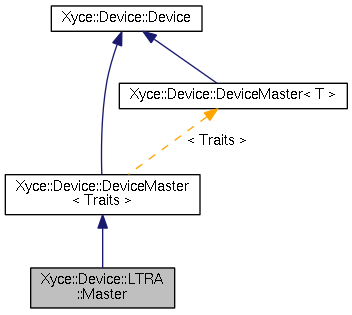 Xyce::Device::Device
Xyce::Device::DeviceMaster< T >
< Traits >
Xyce::Device::DeviceMaster
< Traits >
Xyce::Device::LTRA
::Master